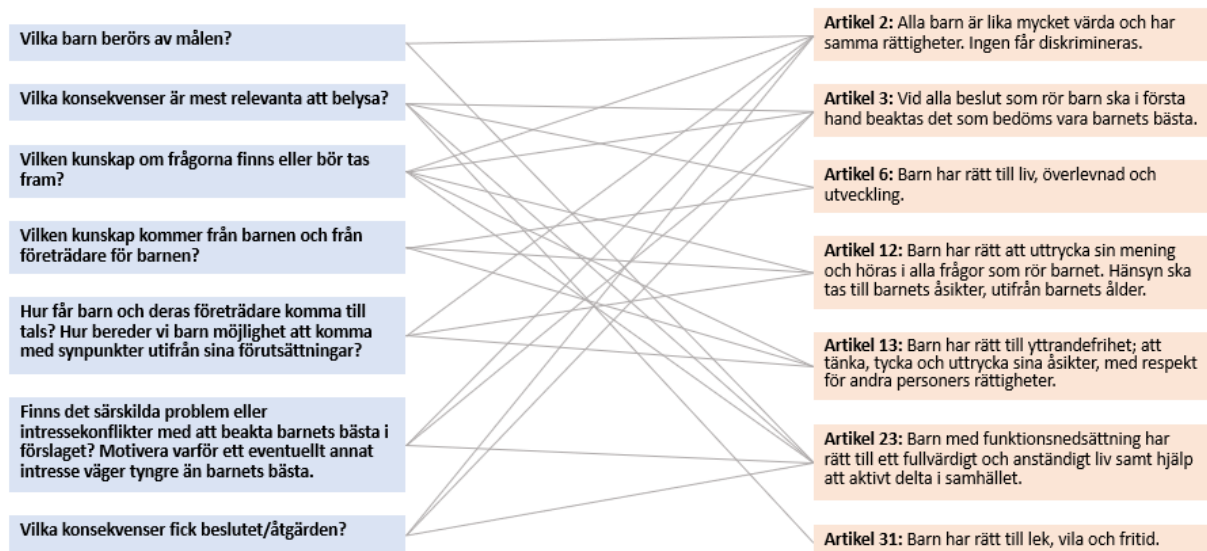 Vilka barn berörs av målen?
Vilka konsekvenser är mest relevanta att belysa?
Vilken kunskap om frågorna finns eller bör tas
fram?
Vilken kunskap kommer från barnen och från
företrädare för barnen?
Hur får barn och deras företrädare komma till
tals? Hur bereder vi barn möjlighet att komma
med synpunkter utifrån sina förutsättningar?
Finns det särskilda problem eller
intressekonflikter med att beakta barnets bästa i
förslaget? Motivera varför ett eventuellt annat
intresse väger tyngre än barnets bästa.
Vilka konsekvenser fick beslutet/åtgärden?
Artikel 2: Alla barn är lika mycket värda och har
samma rättigheter. Ingen får diskrimineras.
Artikel 3: Vid alla beslut som rör barn ska i första
hand beaktas det som bedöms vara barnets bästa.
Artikel 6: Barn har rätt till liv, överlevnad och
utveckling.
Artikel 12: Barn har rätt att uttrycka sin mening
och höras i alla frågor som rör barnet. Hänsyn ska
tas till barnets åsikter, utifrån barnets ålder.
Artikel 13: Barn har rätt till yttrandefrihet; att
tänka, tycka och uttrycka sina åsikter, med respekt
för andra personers rättigheter.
Artikel 23: Barn med funktionsnedsättning har
rätt till ett fullvärdigt och anständigt liv samt hjälp
att aktivt delta i samhället.
Artikel 31: Barn har rätt till lek, vila och fritid.